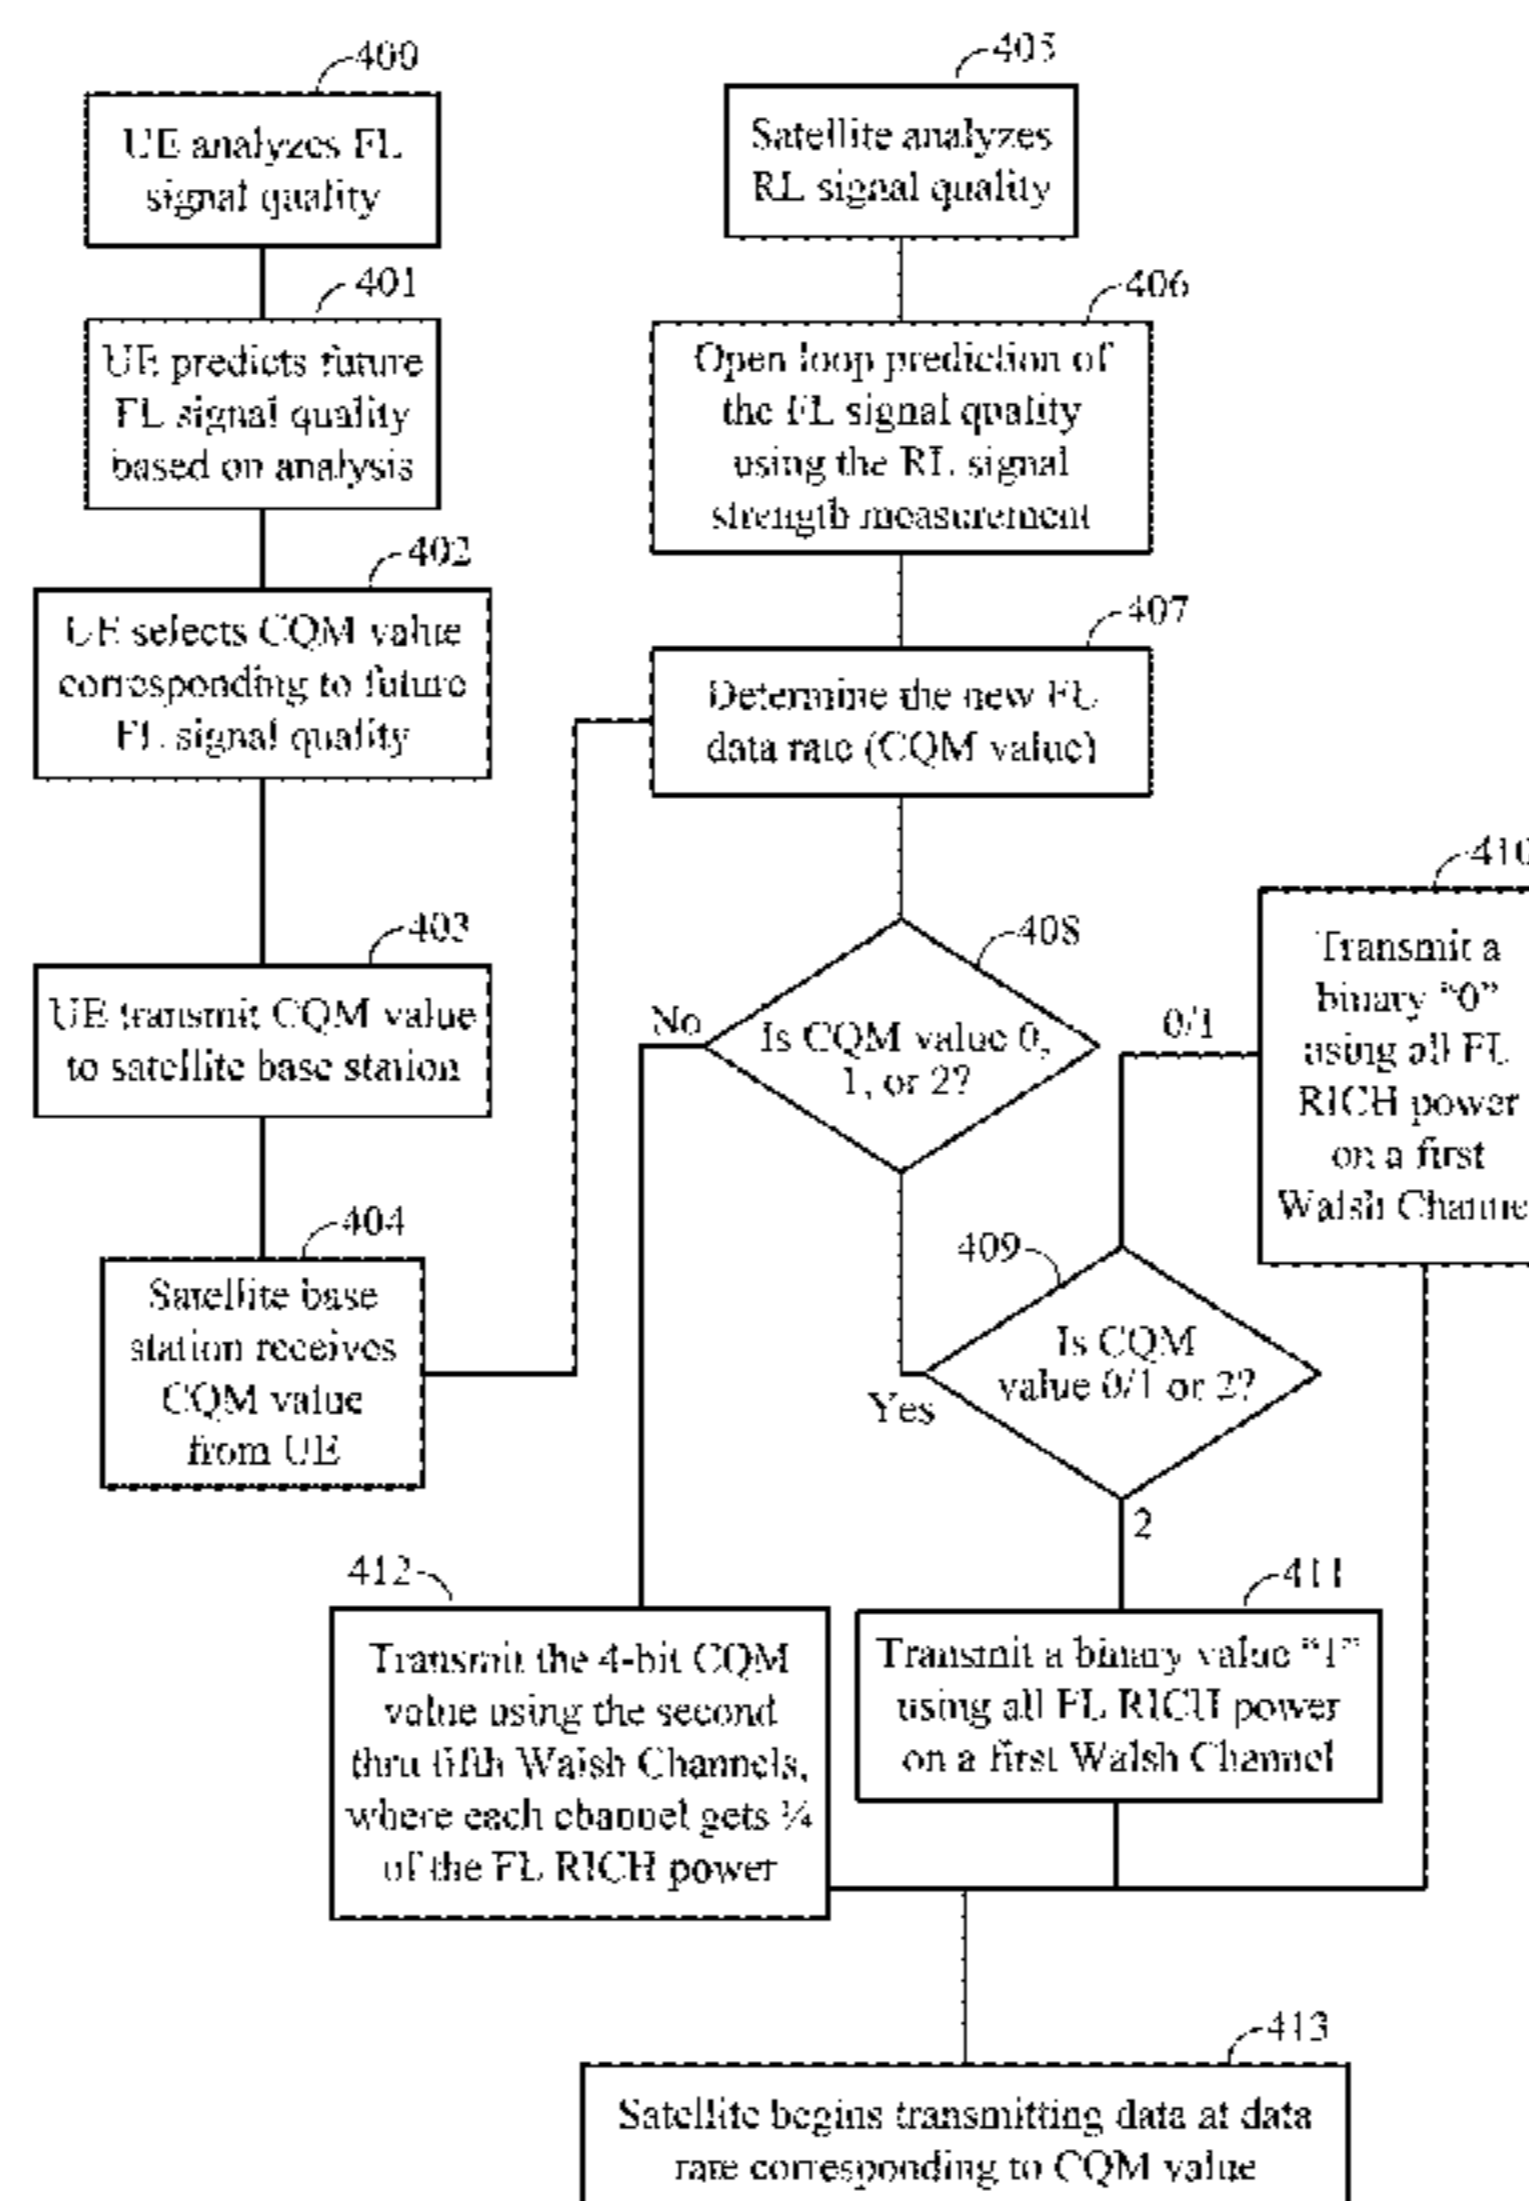 400
UE analyzes FL
signal quality
401
UE predicts future
FL signal quality
based on analysis
402
UE selects CQM value
corresponding to future
FL signal quality
403
UE transmit CQM value
to satellite base station
404
Satellite base
station receives
CQM value
from UE
405
Satellite analyzes
RL signal quality
406
Open loop prediction of
the FL signal quality
using the RL signal
strength measurement
407
Determine the new FL
data rate (CQM value)
408
Is CQM value 0,
1, or 2?
No
Yes
409
Is CQM
value 0/1 or 2?
0/1
2
410
Transmit a
binary “0”
using all FL
RICH power
on a first
Walsh Channe
411
Transmit a binary value “1”
using all FL RICH power
on a first Walsh Channel
412
Transmit the 4-bit CQM
value using the second
thru fifth Walsh Channels,
where each channel gets ¼
of the FL RICH power
413
Satellite begins transmitting data at data
rate corresponding to CQM value